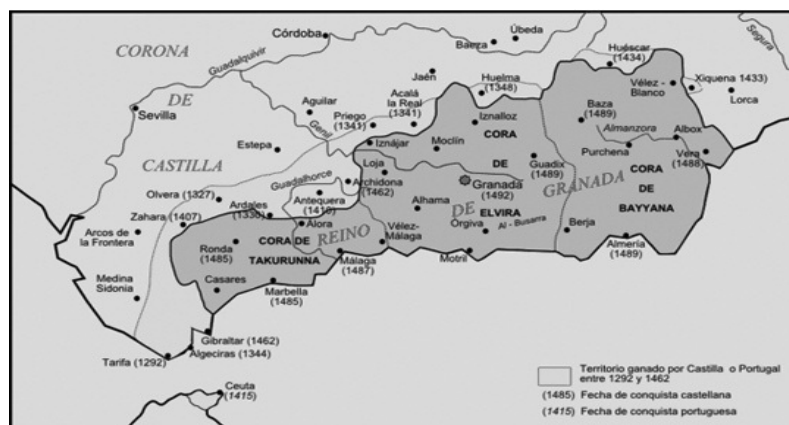 CORONA
DE
CASTILLA
Córdoba
Guadalquivir
Baeza
Úbeda
Huéscar
(1434)
Segura
Jaén
Huelma
(1348)
Vélez -
Blanco
Xiquena 1433)
Lorca
Sevilla
Aguilar
Genil
Priego
(1341)
Acalá
la Real
(1341)
Iznalloz
Baza
(1489)
Almanzora
Albox
Estepa
Iznájar
Moclín
CORA
DE
ELVIRA
Purchena
Vera
(1488)
Guadalhorce
Loja
Archidona
(1462)
Guadix
(1489)
CORA
DE
BAYYANA
Olvera (1327)
Ardales
(1336)
Antequera
(1410)
Granada
(1492)
GRANADA
Zahara (1407)
Álora
Alhama
DE
Arcos de
la Frontera
Ronda
(1485)
CORA DE
TAKURUNNA
REINO
Vélez-
Málaga
Órgiva
Al - Busarra
Berja
Medina
Sidonia
Casares
Málaga
(1487)
Motril
Almería
(1489)
Marbella
(1485)
Gibraltar (1462)
Tarifa (1292)
Algeciras (1344)
Ceuta
(1415)
Territorio ganado por Castilla o Portugal
entre 1292 y 1462
(1485) Fecha de conquista castellana
(1415) Fecha de conquista portuguesa